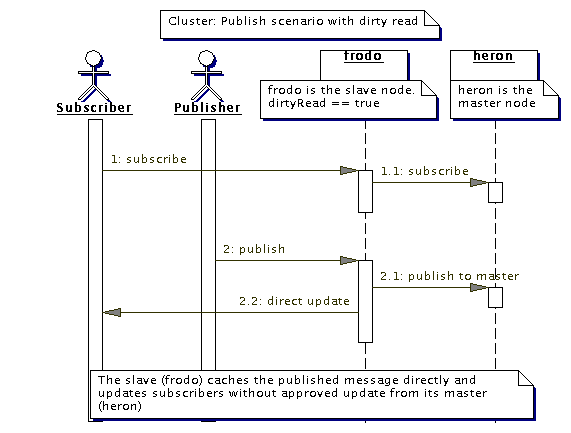 Cluster: Publish scenario with dirty read
frodo
heron
frodo is the slave node.
dirtyRead == true
heron is the
master node
Subscriber
Publisher
1: subscribe
1.1: subscribe
2: publish
2.1: publish to master
2.2: direct update
The slave (frodo) caches the published message directly and
updates subscribers without approved update from its master
(heron)